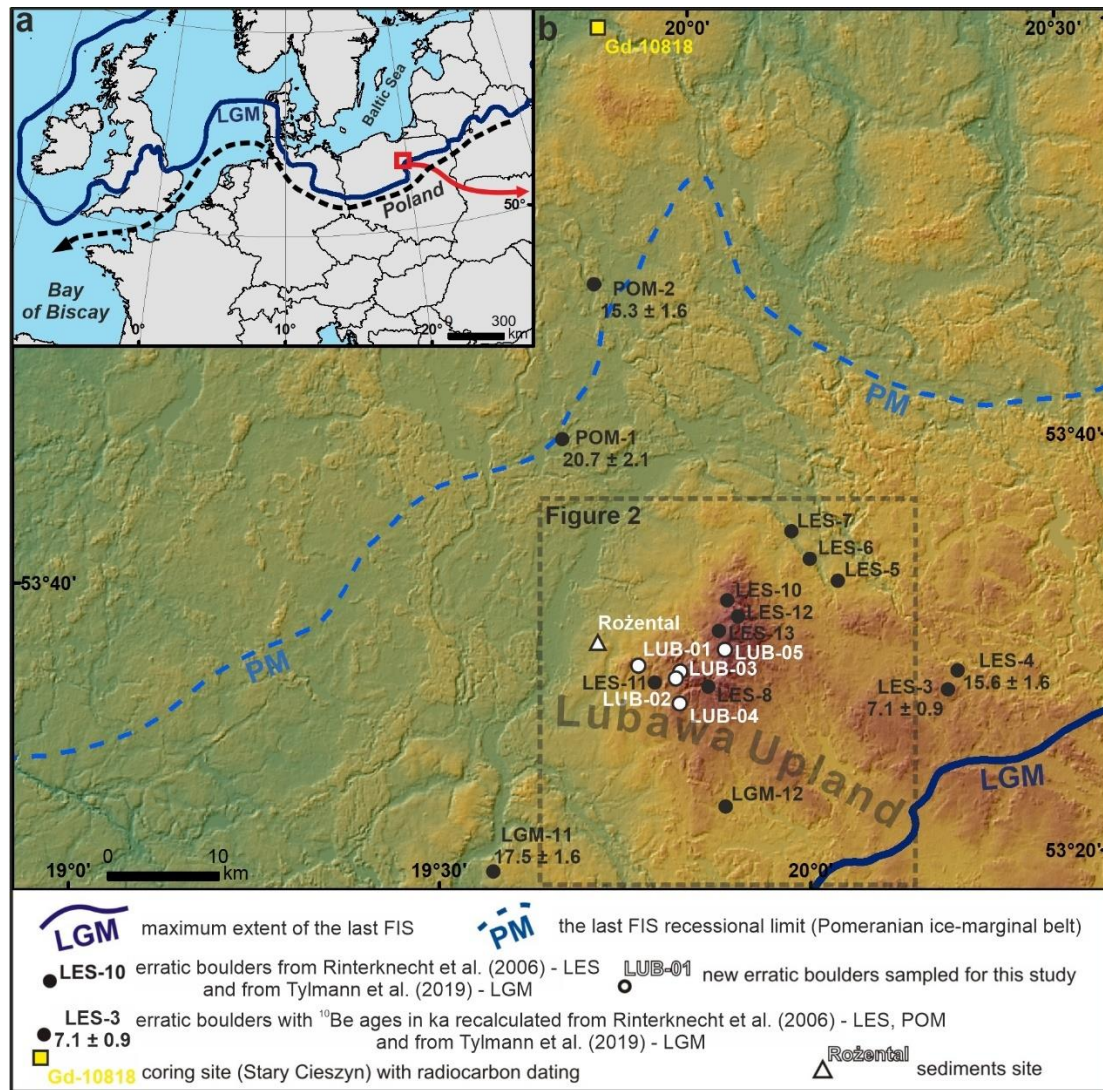 a
LGM
Baltic Sea
Poland
50°
Bay
of Biscay
0°
10°
20°
0
300
km
b
20°0'
20°30'
Gd-10818
POM-2
15.3 ± 1.6
PM
PM
53°40'
POM-1
20.7 ± 2.1
Figure 2
LES-7
LES-6
LES-5
53°40'
LES-10
LES-12
LES-13
Rożental
LUB-01
LUB-05
LUB-03
LES-11
LES-8
LUB-02
LUB-04
LES-4
15.6 ± 1.6
LES-3
7.1 ± 0.9
Lubawa Upland
LGM
LGM-12
LGM-11
17.5 ± 1.6
0
10
km
19°0'
19°30'
20°0'
53°20'
LGM
maximum extent of the last FIS
PM
the last FIS recessional limit (Pomeranian ice-marginal belt)
LES-10
erratic boulders from Rinterknecht et al. (2006) - LES
and from Tylmann et al. (2019) - LGM
LUB-01
new erratic boulders sampled for this study
LES-3
7.1 ± 0.9
erratic boulders with ¹⁰Be ages in ka recalculated from Rinterknecht et al. (2006) - LES, POM
and from Tylmann et al. (2019) - LGM
Gd-10818
coring site (Stary Cieszyn) with radiocarbon dating
Rożental
sediments site